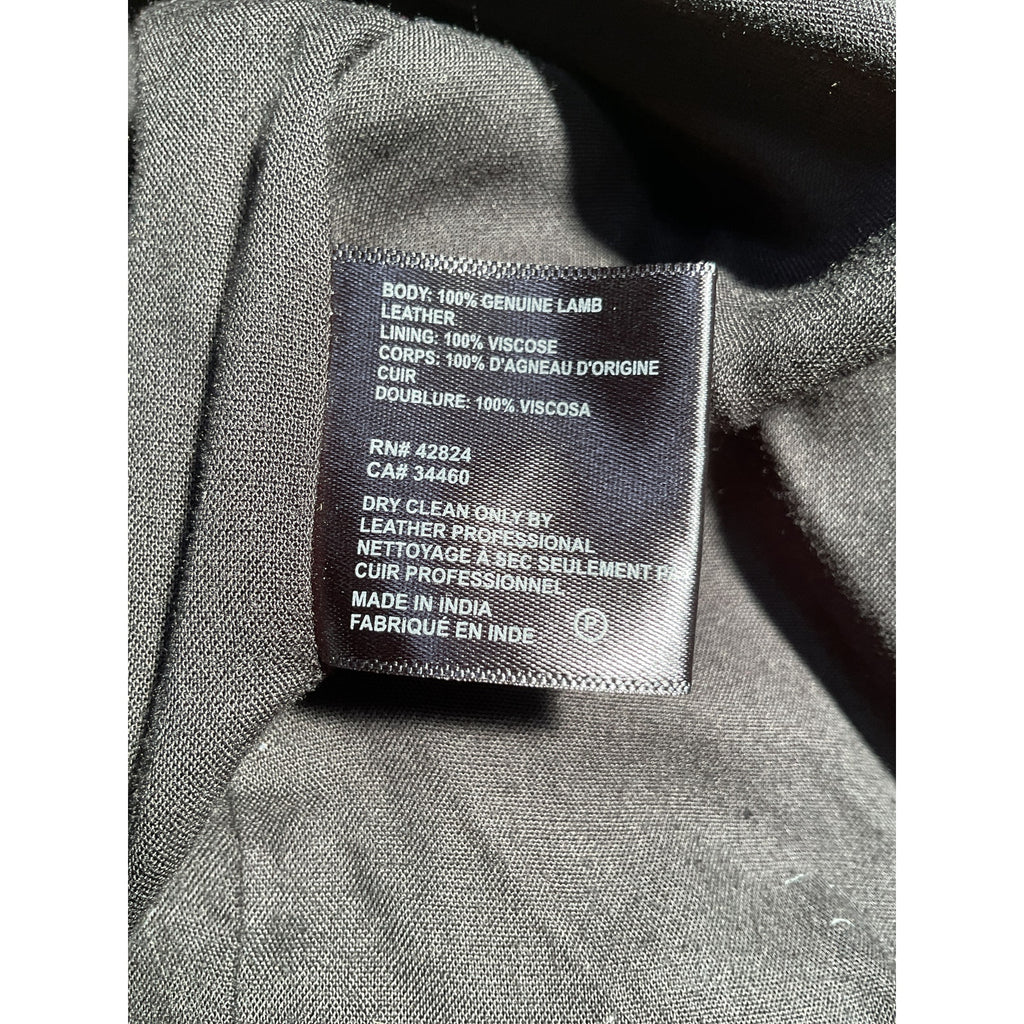 BODY: 100% GENUINE LAMB
LEATHER
LINING: 100% VISCOSE
CORPS: 100% D'AGNEAU D'ORIGINE
CUIR
DOUBLURE: 100% VISCOSA
RN# 42824
CA# 34460
DRY CLEAN ONLY BY
LEATHER PROFESSIONAL
NETTOYAGE À SEC SEULEMENT
CUIR PROFESSIONNEL
MADE IN INDIA
FABRIQUÉ EN INDE
P